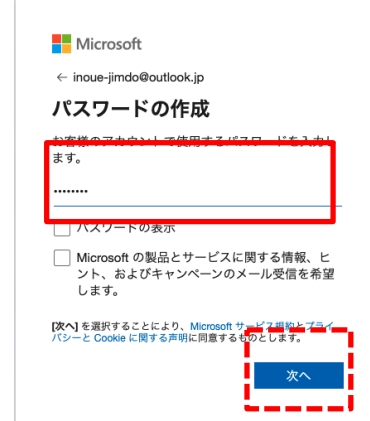 Microsoft
← inoue-jimdo@outlook.jp
パスワードの作成
お客様のアカウントで使用するパスワードを入力し
ます。
••••••••
パスワードの表示
Microsoft の製品とサービスに関する情報、ヒ
ント、およびキャンペーンのメール受信を希望
します。
[次へ] を選択することにより、Microsoft サービス規約とプライ
バシーと Cookie に関する声明に同意するものとします。
次へ